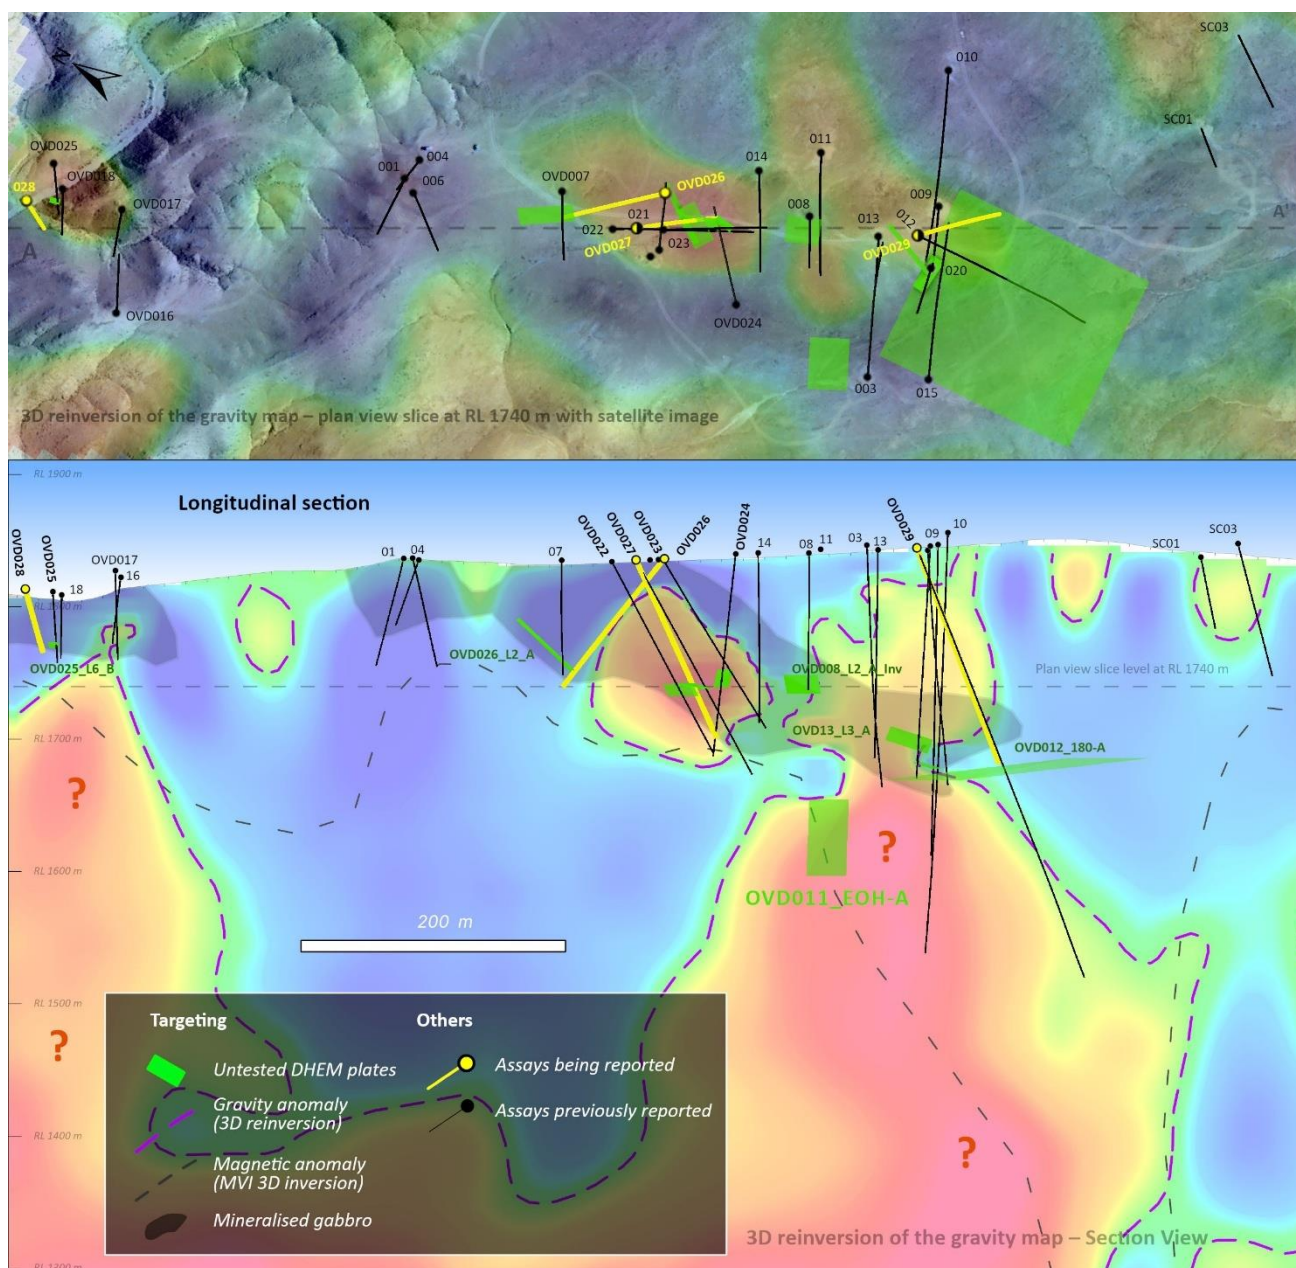 N
SC03
010
OVD025
004
011
SC01
001
014
028
OVD018
006
OVD007
OVD026
009
OVD017
008
A'
021
013
012
022
A
OVD027
023
OVD029
020
OVD016
OVD024
003
015
3D reinversion of the gravity map – plan view slice at RL 1740 m with satellite image
RL 1900 m
Longitudinal section
OVD028
OVD025
OVD017
01
04
07
OVD022
OVD027
OVD023
OVD026
OVD024
14
08
11
03
13
OVD029
09
10
SC01
SC03
16
18
RL 1800 m
OVD025_L6_B
OVD026_L2_A
OVD008_L2_A_Inv
Plan view slice level at RL 1740 m
RL 1700 m
OVD13_L3_A
OVD012_180-A
?
?
RL 1600 m
OVD011_EOH-A
200 m
RL 1500 m
Targeting
Others
?
Untested DHEM plates
Assays being reported
Gravity anomaly
(3D reinversion)
Assays previously reported
RL 1400 m
?
Magnetic anomaly
(MVI 3D inversion)
Mineralised gabbro
3D reinversion of the gravity map – Section View
RL 1300 m